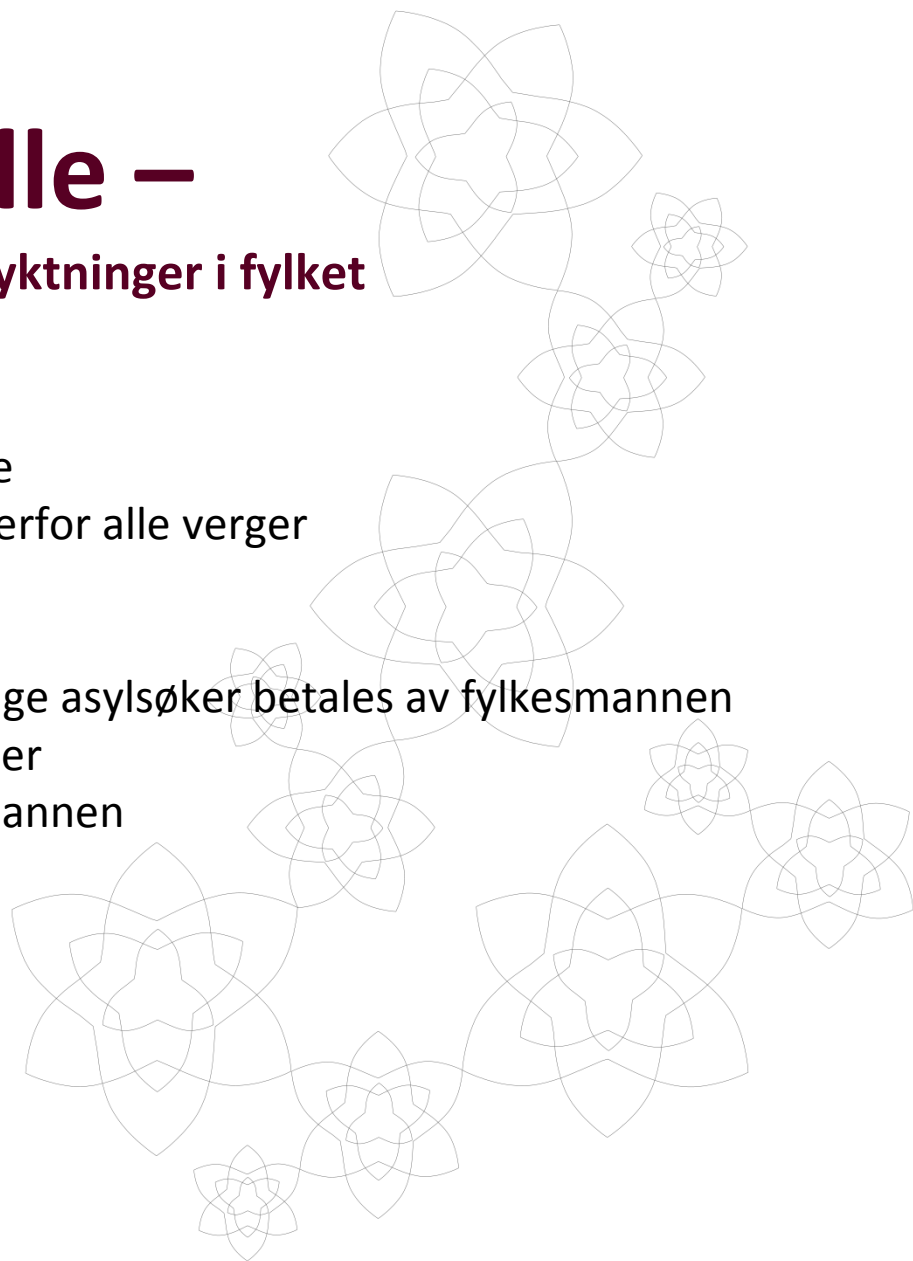 lle –
yktninger i fylket
e
erfor alle verger
ge asylsøker betales av fylkesmannen
er
annen